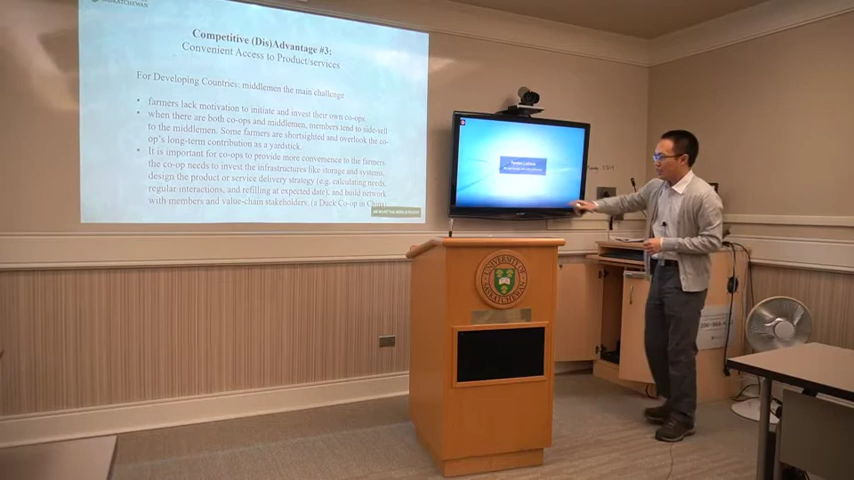 SASKATCHEWAN
Competitive (Dis)Advantage #3:
Convenient Access to Product/services
For Developing Countries: middlemen the main challenge
• farmers lack motivation to initiate and invest their own co-ops.
• when there are both co-ops and middlemen, members tend to side-sell
to the middlemen. Some farmers are shortsighted and overlook the co-
op's long-term contribution as a yardstick.
• It is important for co-ops to provide more convenience to the farmers.
the co-op needs to invest the infrastructures like storage and systems,
design the product or service delivery strategy (e.g. calculating needs,
regular interactions, and refilling at expected date), and build network
with members and value-chain stakeholders. (a Duck Co-op in China)
UNIVERSITY OF
SASKATCHEWAN